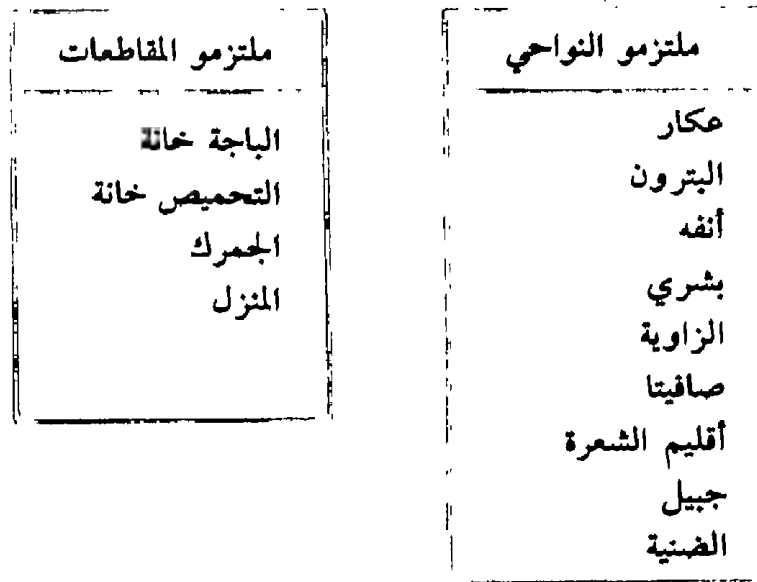 ملتزمو النواحي
عكار
البترون
أنفه
بشري
الزاوية
صافيتا
أقليم الشعرة
جبيل
الضنية
ملتزمو المقاطعات
الباجة خانة
التحميص خانة
الجمرك
المنزل